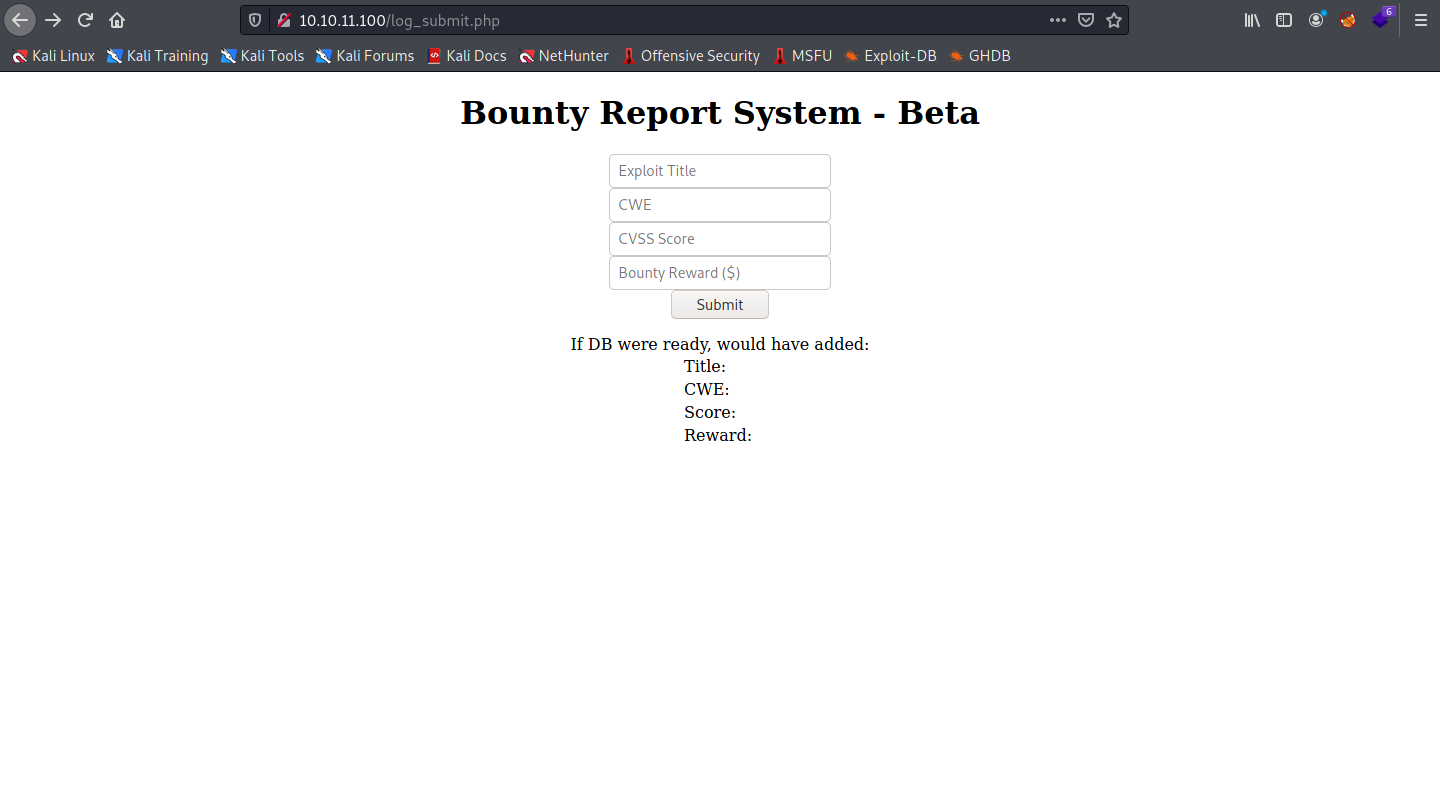 10.10.11.100/log_submit.php
6
Kali Linux Kali Training Kali Tools Kali Forums Kali Docs NetHunter Offensive Security MSFU Exploit-DB GHDB
Bounty Report System - Beta
Exploit Title
CWE
CVSS Score
Bounty Reward ($)
Submit
If DB were ready, would have added:
Title:
CWE:
Score:
Reward: